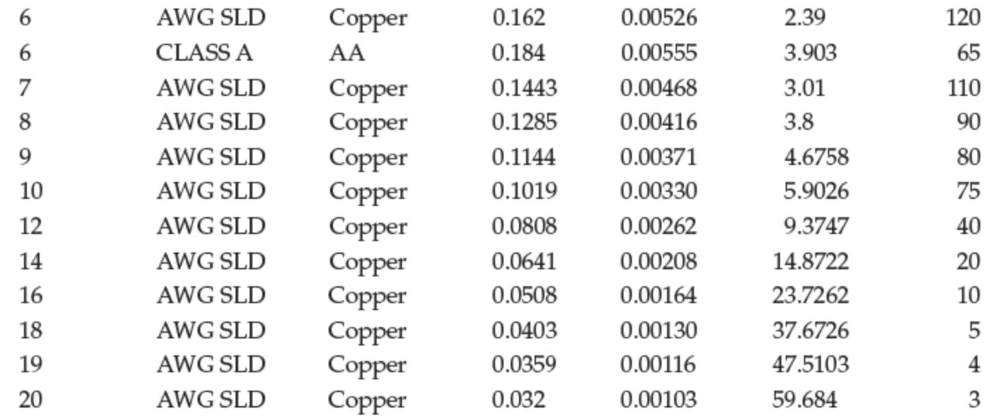 6 AWG SLD Copper 0.162 0.00526 2.39 120
6 CLASS A AA 0.184 0.00555 3.903 65
7 AWG SLD Copper 0.1443 0.00468 3.01 110
8 AWG SLD Copper 0.1285 0.00416 3.8 90
9 AWG SLD Copper 0.1144 0.00371 4.6758 80
10 AWG SLD Copper 0.1019 0.00330 5.9026 75
12 AWG SLD Copper 0.0808 0.00262 9.3747 40
14 AWG SLD Copper 0.0641 0.00208 14.8722 20
16 AWG SLD Copper 0.0508 0.00164 23.7262 10
18 AWG SLD Copper 0.0403 0.00130 37.6726 5
19 AWG SLD Copper 0.0359 0.00116 47.5103 4
20 AWG SLD Copper 0.032 0.00103 59.684 3